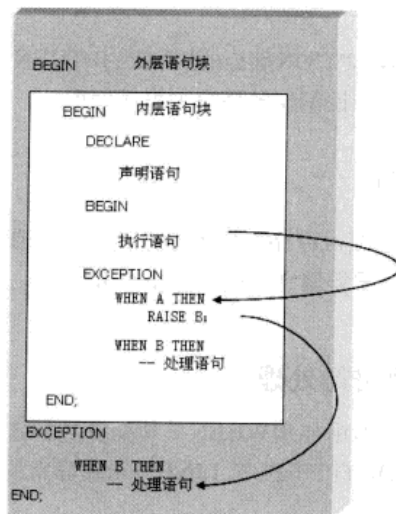 BEGIN 外层语句块
BEGIN 内层语句块
DECLARE
声明语句
BEGIN
执行语句
EXCEPTION
WHEN A THEN
RAISE B;
WHEN B THEN
-- 处理语句
END;
EXCEPTION
WHEN B THEN
-- 处理语句
END;